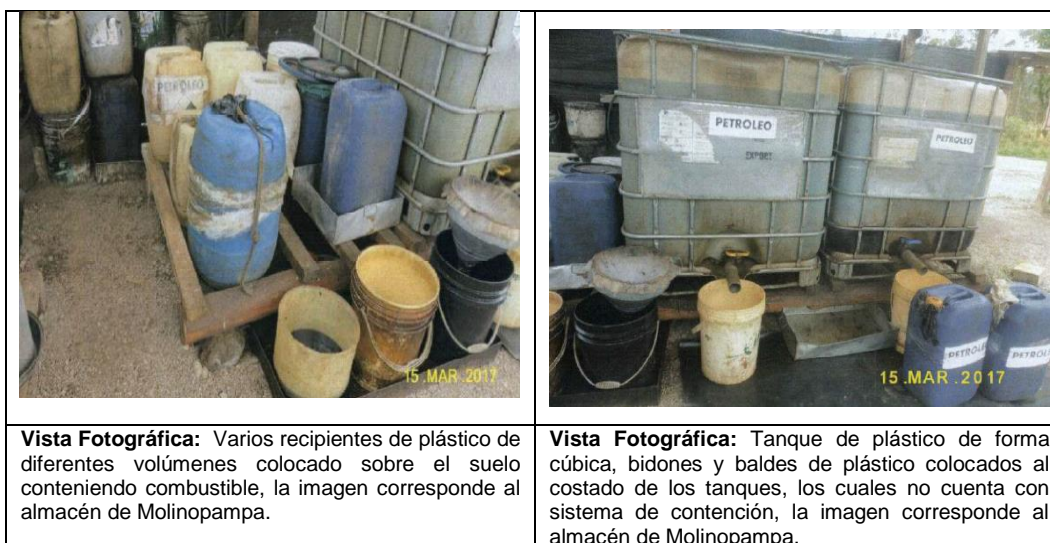 PETROLEO
15 .MAR .2017
PETROLEO
EXPORT
PETROLEO
PETROLEO
PETROLEO
15 .MAR .2017
Vista Fotográfica: Varios recipientes de plástico de
diferentes volúmenes colocado sobre el suelo
conteniendo combustible, la imagen corresponde al
almacén de Molinopampa.
Vista Fotográfica: Tanque de plástico de forma
cúbica, bidones y baldes de plástico colocados al
costado de los tanques, los cuales no cuenta con
sistema de contención, la imagen corresponde al
almacén de Molinopampa.